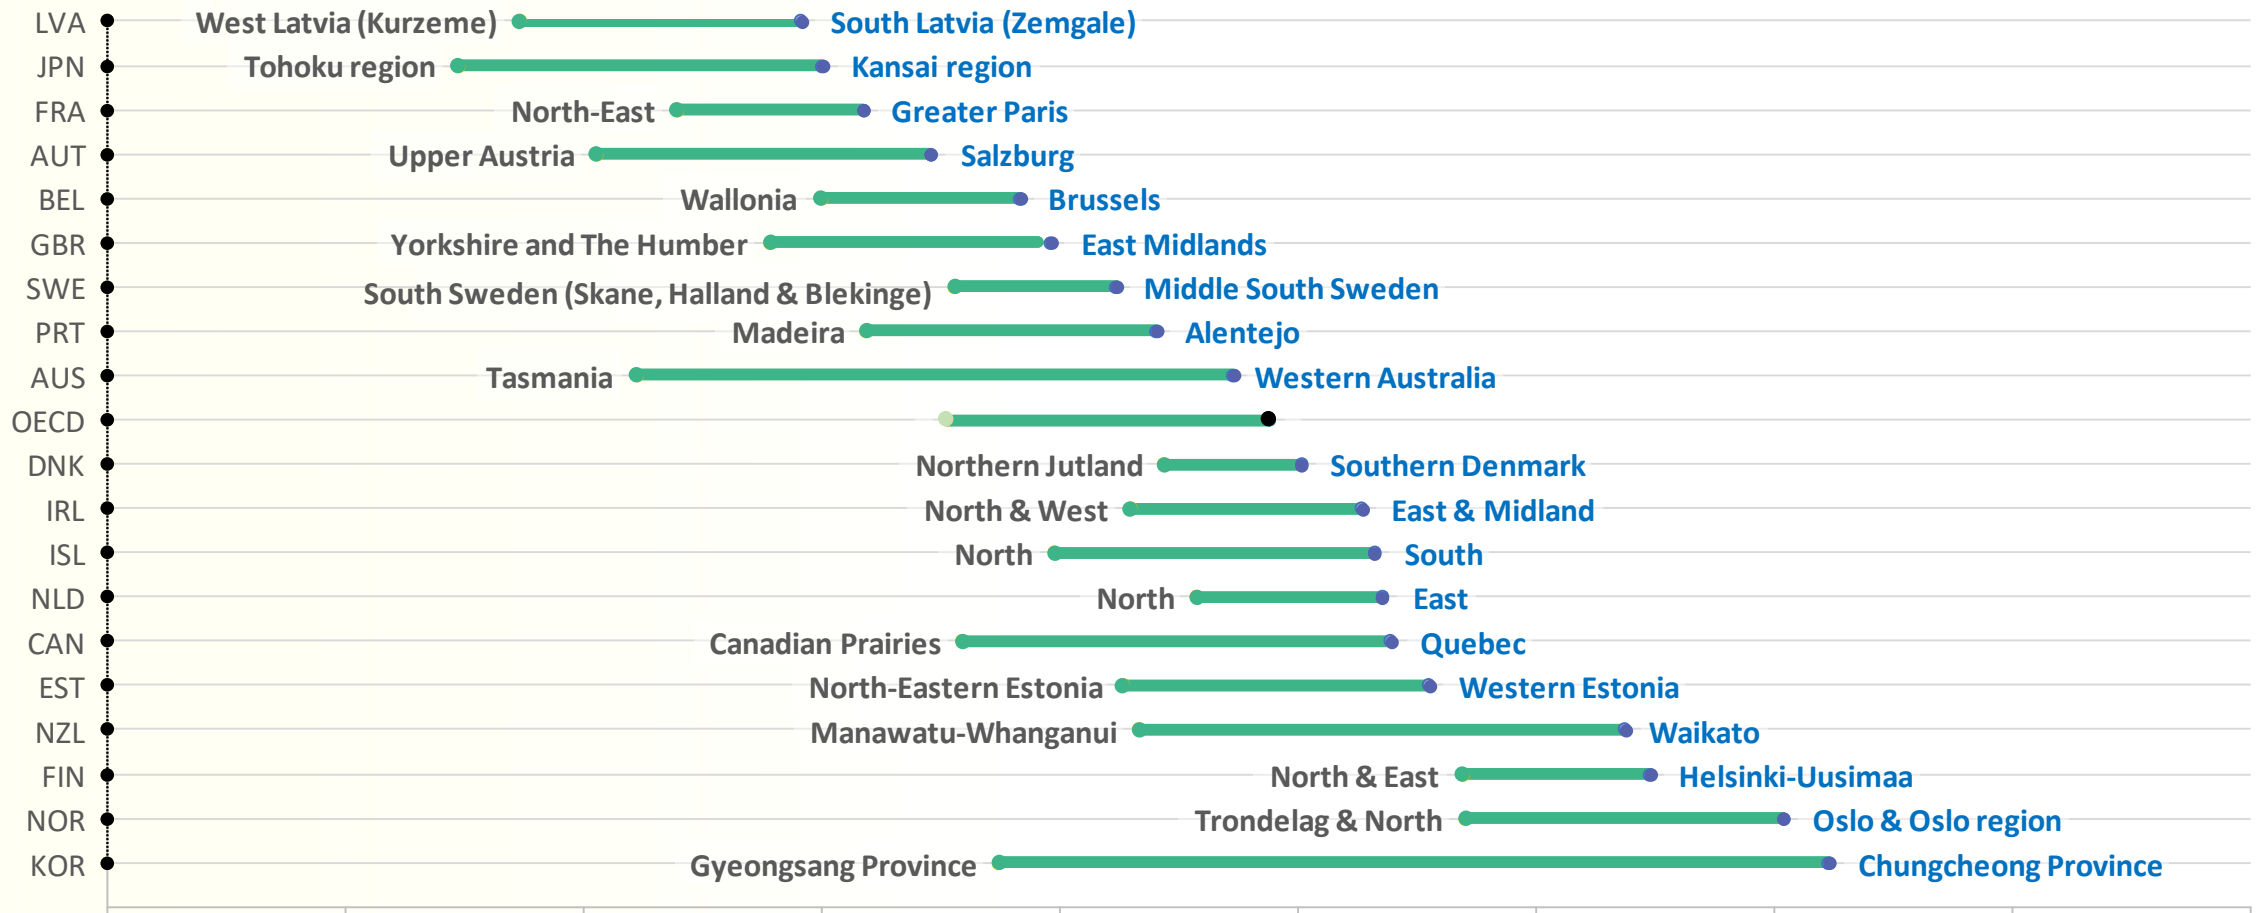 LVA West Latvia (Kurzeme) South Latvia (Zemgale)
JPN Tohoku region Kansai region
FRA North-East Greater Paris
AUT Upper Austria Salzburg
BEL Wallonia Brussels
GBR Yorkshire and The Humber East Midlands
SWE South Sweden (Skane, Halland & Blekinge) Middle South Sweden
PRT Madeira Alentejo
AUS Tasmania Western Australia
OECD
DNK Northern Jutland Southern Denmark
IRL North & West East & Midland
ISL North South
NLD North East
CAN Canadian Prairies Quebec
EST North-Eastern Estonia Western Estonia
NZL Manawatu-Whanganui Waikato
FIN North & East Helsinki-Uusimaa
NOR Trondelag & North Oslo & Oslo region
KOR Gyeongsang Province Chungcheong Province